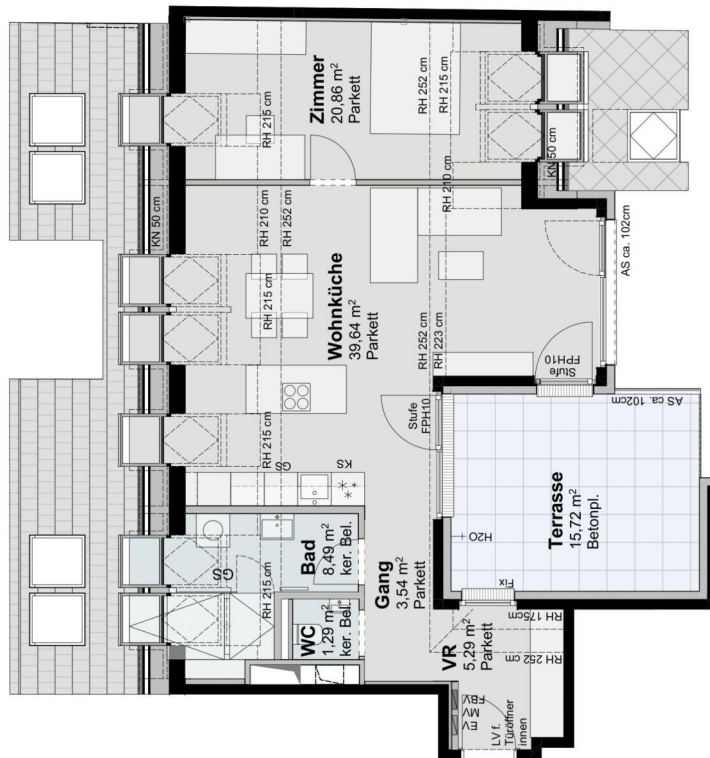 Zimmer
20,86 m²
Parkett
RH 215 cm
RH 252 cm
RH 215 cm
KN 50 cm
RH 210 cm
KN 50 cm
RH 210 cm
RH 252 cm
RH 215 cm
AS ca. 102cm
Wohnküche
39,64 m²
Parkett
RH 252 cm
RH 223 cm
Stufe
FPH10
AS ca. 102cm
Stufe
FPH10
RH 215 cm
GS
KS
Terrasse
15,72 m²
Betonpl.
H2O
Fix
Bad
8,49 m²
ker. Bel.
GS
RH 215 cm
Gang
3,54 m²
Parkett
WC
1,29 m²
ker. Bel.
VR
5,29 m²
Parkett
RH 175cm
RH 252 cm
FBV
MV
EV
LV f.
Türöffner
innen